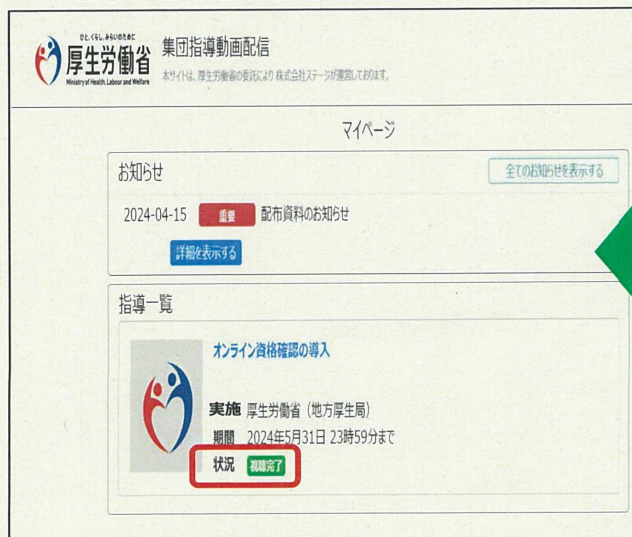 ひと、くらし、みらいのために
厚生労働省
Ministry of Health, Labour and Welfare
集団指導動画配信
本サイトは、厚生労働省の委託により 株式会社ステージが運営しております。
マイページ
お知らせ
全てのお知らせを表示する
2024-04-15 重要 配布資料のお知らせ
詳細を表示する
指導一覧
オンライン資格確認の導入
実施 厚生労働省（地方厚生局）
期間 2024年5月31日 23時59分まで
状況 視聴完了